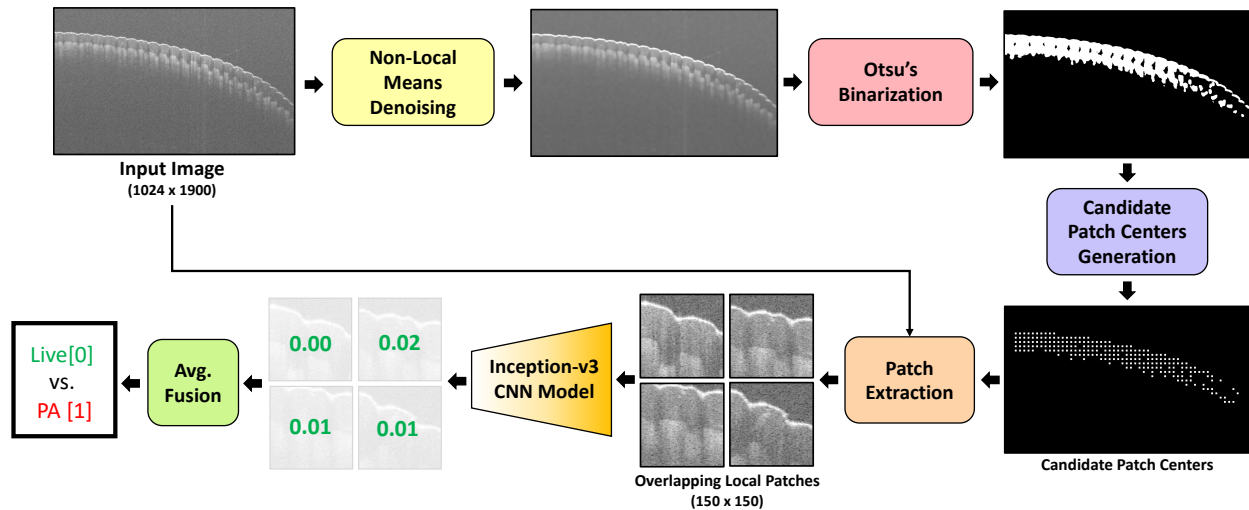 Input Image
(1024 x 1900)
Non-Local
Means
Denoising
Otsu's
Binarization
Candidate
Patch Centers
Generation
Candidate Patch Centers
Patch
Extraction
Overlapping Local Patches
(150 x 150)
Inception-v3
CNN Model
0.00
0.02
0.01
0.01
Avg.
Fusion
Live[0]
vs.
PA [1]